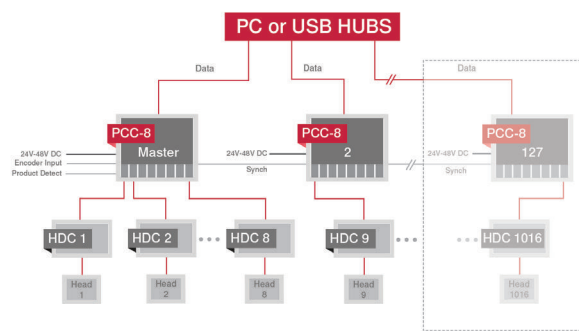 PC or USB HUBS
Data
Data
Data
PCC-8
Master
24V-48V DC
Encoder Input
Product Detect
PCC-8
2
24V-48V DC
Synch
PCC-8
127
24V-48V DC
Synch
HDC 1
HDC 2
HDC 8
HDC 9
HDC 1016
Head
1
Head
2
Head
8
Head
9
Head
1016